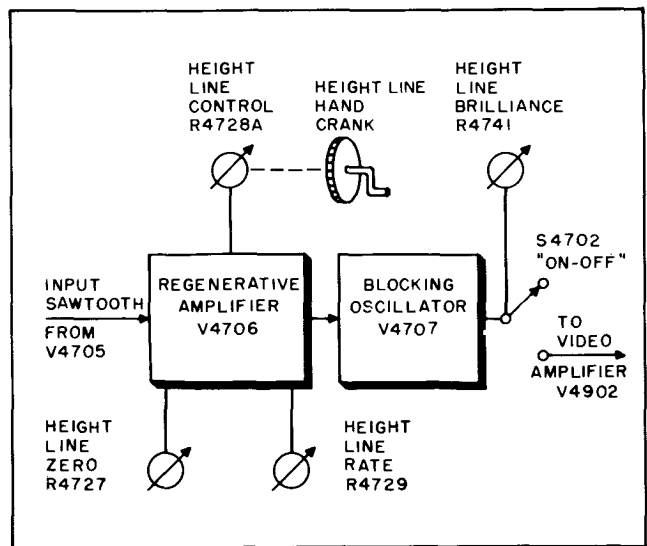 HEIGHT
LINE
CONTROL
R4728A
HEIGHT LINE
HAND
CRANK
HEIGHT
LINE
BRILLIANCE
R4741
S4702
"ON-OFF"
INPUT
SAWTOOTH
FROM
V4705
REGENERATIVE
AMPLIFIER
V4706
BLOCKING
OSCILLATOR
V4707
TO
VIDEO
AMPLIFIER
V4902
HEIGHT
LINE
ZERO
R4727
HEIGHT
LINE
RATE
R4729